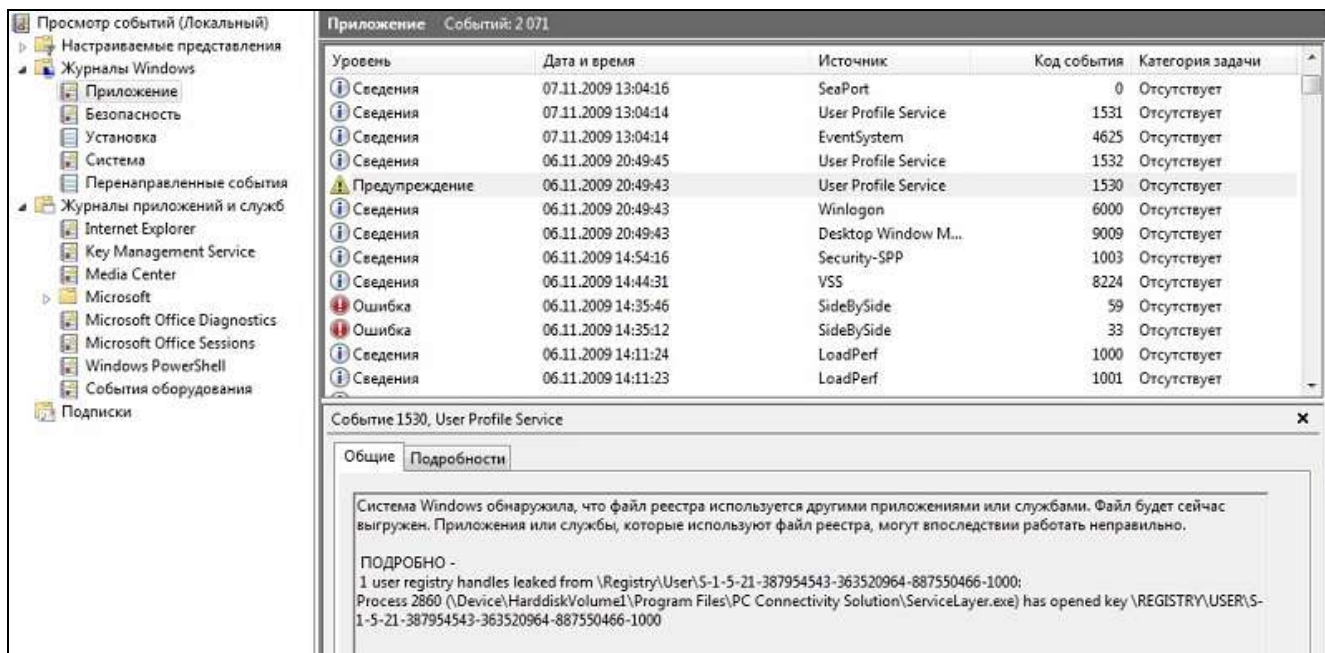 Просмотр событий (Локальный)
Настраиваемые представления
Журналы Windows
Приложение
Безопасность
Установка
Система
Перенаправленные события
Журналы приложений и служб
Internet Explorer
Key Management Service
Media Center
Microsoft
Microsoft Office Diagnostics
Microsoft Office Sessions
Windows PowerShell
События оборудования
Подписки
Приложение Событий: 2 071
Уровень Дата и время Источник Код события Категория задачи
Сведения 07.11.2009 13:04:16 SeaPort 0 Отсутствует
Сведения 07.11.2009 13:04:14 User Profile Service 1531 Отсутствует
Сведения 07.11.2009 13:04:14 EventSystem 4625 Отсутствует
Сведения 06.11.2009 20:49:45 User Profile Service 1532 Отсутствует
Предупреждение 06.11.2009 20:49:43 User Profile Service 1530 Отсутствует
Сведения 06.11.2009 20:49:43 Winlogon 6000 Отсутствует
Сведения 06.11.2009 20:49:43 Desktop Window M... 9009 Отсутствует
Сведения 06.11.2009 14:54:16 Security-SPP 1003 Отсутствует
Сведения 06.11.2009 14:44:31 VSS 8224 Отсутствует
Ошибка 06.11.2009 14:35:46 SideBySide 59 Отсутствует
Ошибка 06.11.2009 14:35:12 SideBySide 33 Отсутствует
Сведения 06.11.2009 14:11:24 LoadPerf 1000 Отсутствует
Сведения 06.11.2009 14:11:23 LoadPerf 1001 Отсутствует
Событие 1530, User Profile Service
Общие Подробности
Система Windows обнаружила, что файл реестра используется другими приложениями или службами. Файл будет сейчас
выгружен. Приложения или службы, которые используют файл реестра, могут впоследствии работать неправильно.
ПОДРОБНО -
1 user registry handles leaked from \Registry\User\S-1-5-21-387954543-363520964-887550466-1000:
Process 2860 (\Device\HarddiskVolume1\Program Files\PC Connectivity Solution\ServiceLayer.exe) has opened key \REGISTRY\USER\S-
1-5-21-387954543-363520964-887550466-1000